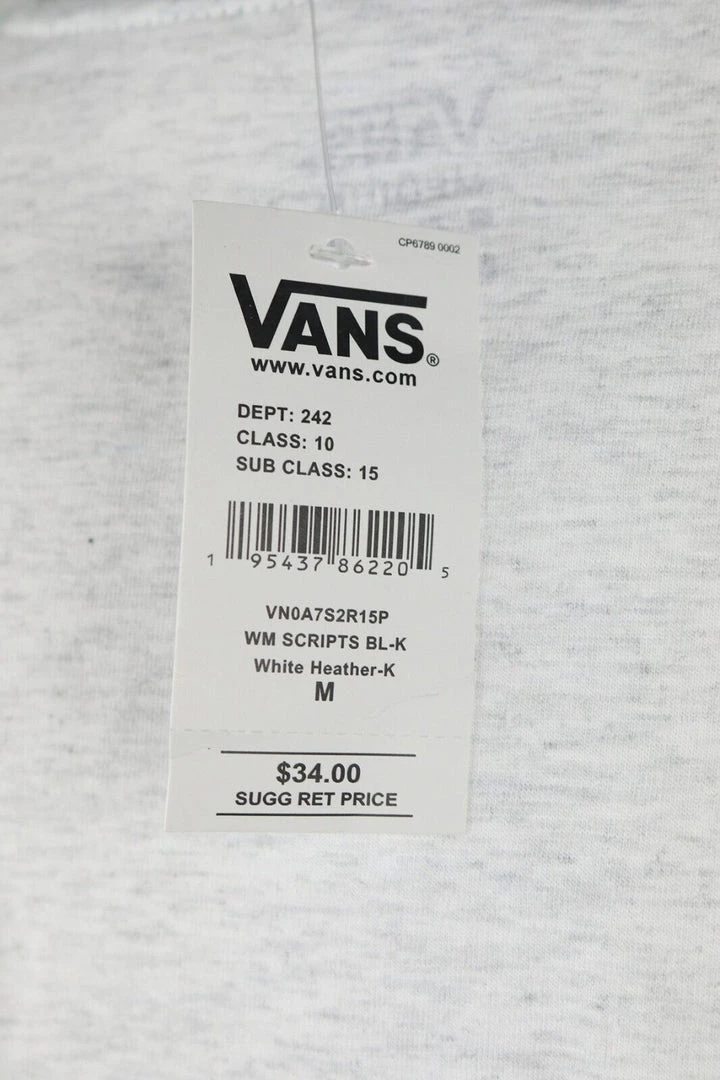 CP6789 0002
VANS®
www.vans.com
DEPT: 242
CLASS: 10
SUB CLASS: 15
1 95437 86220 5
VN0A7S2R15P
WM SCRIPTS BL-K
White Heather-K
M
$34.00
SUGG RET PRICE